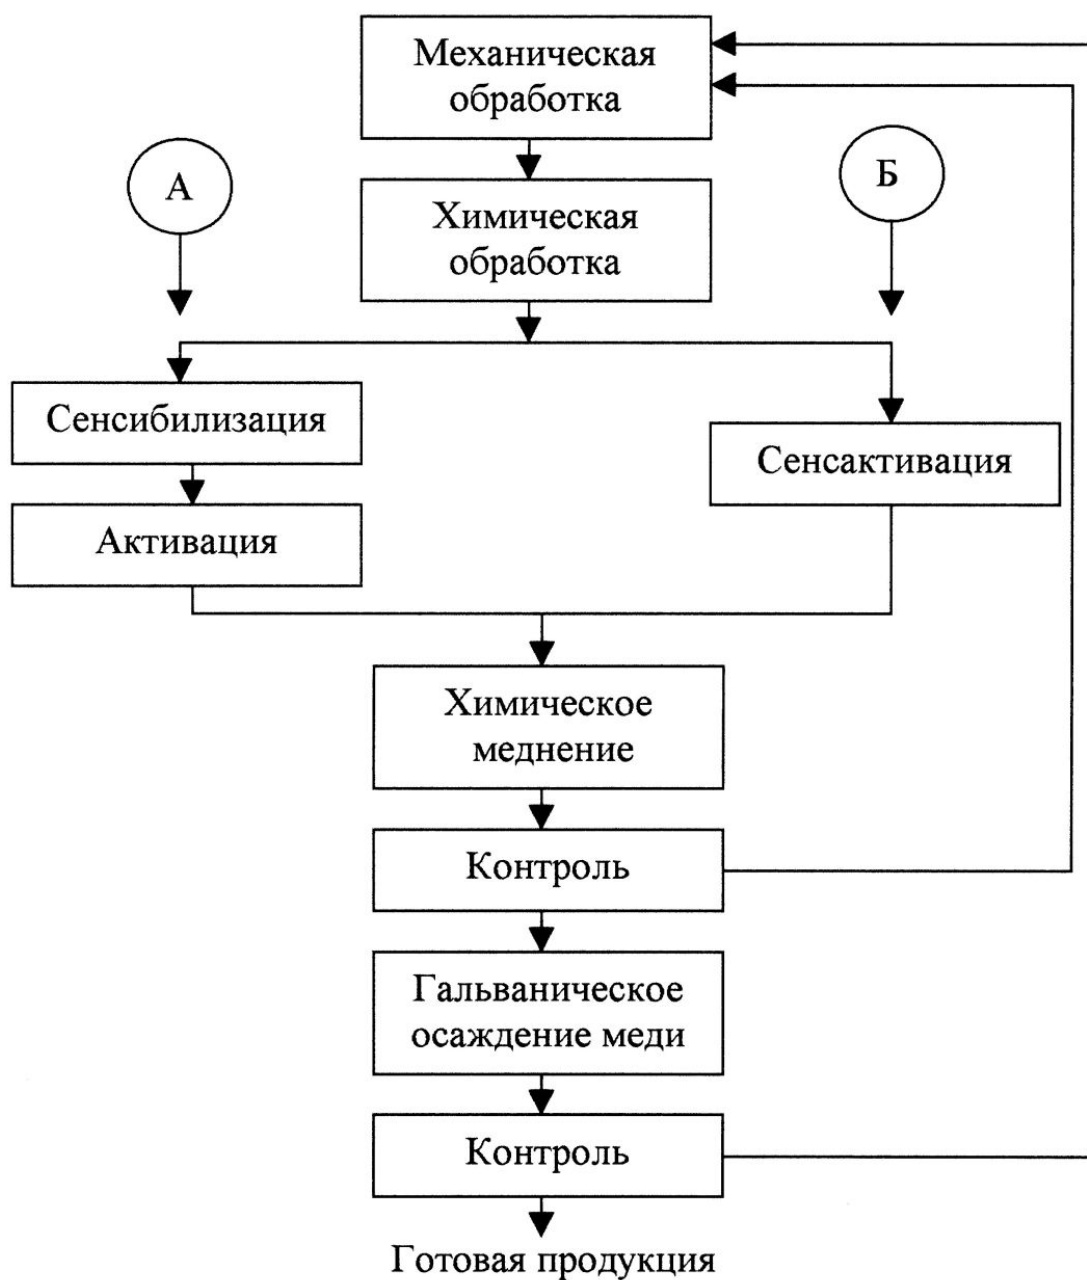 Механическая
обработка
А
Б
Химическая
обработка
Сенсибилизация
Сенсактивация
Активация
Химическое
меднение
Контроль
Гальваническое
осаждение меди
Контроль
Готовая продукция